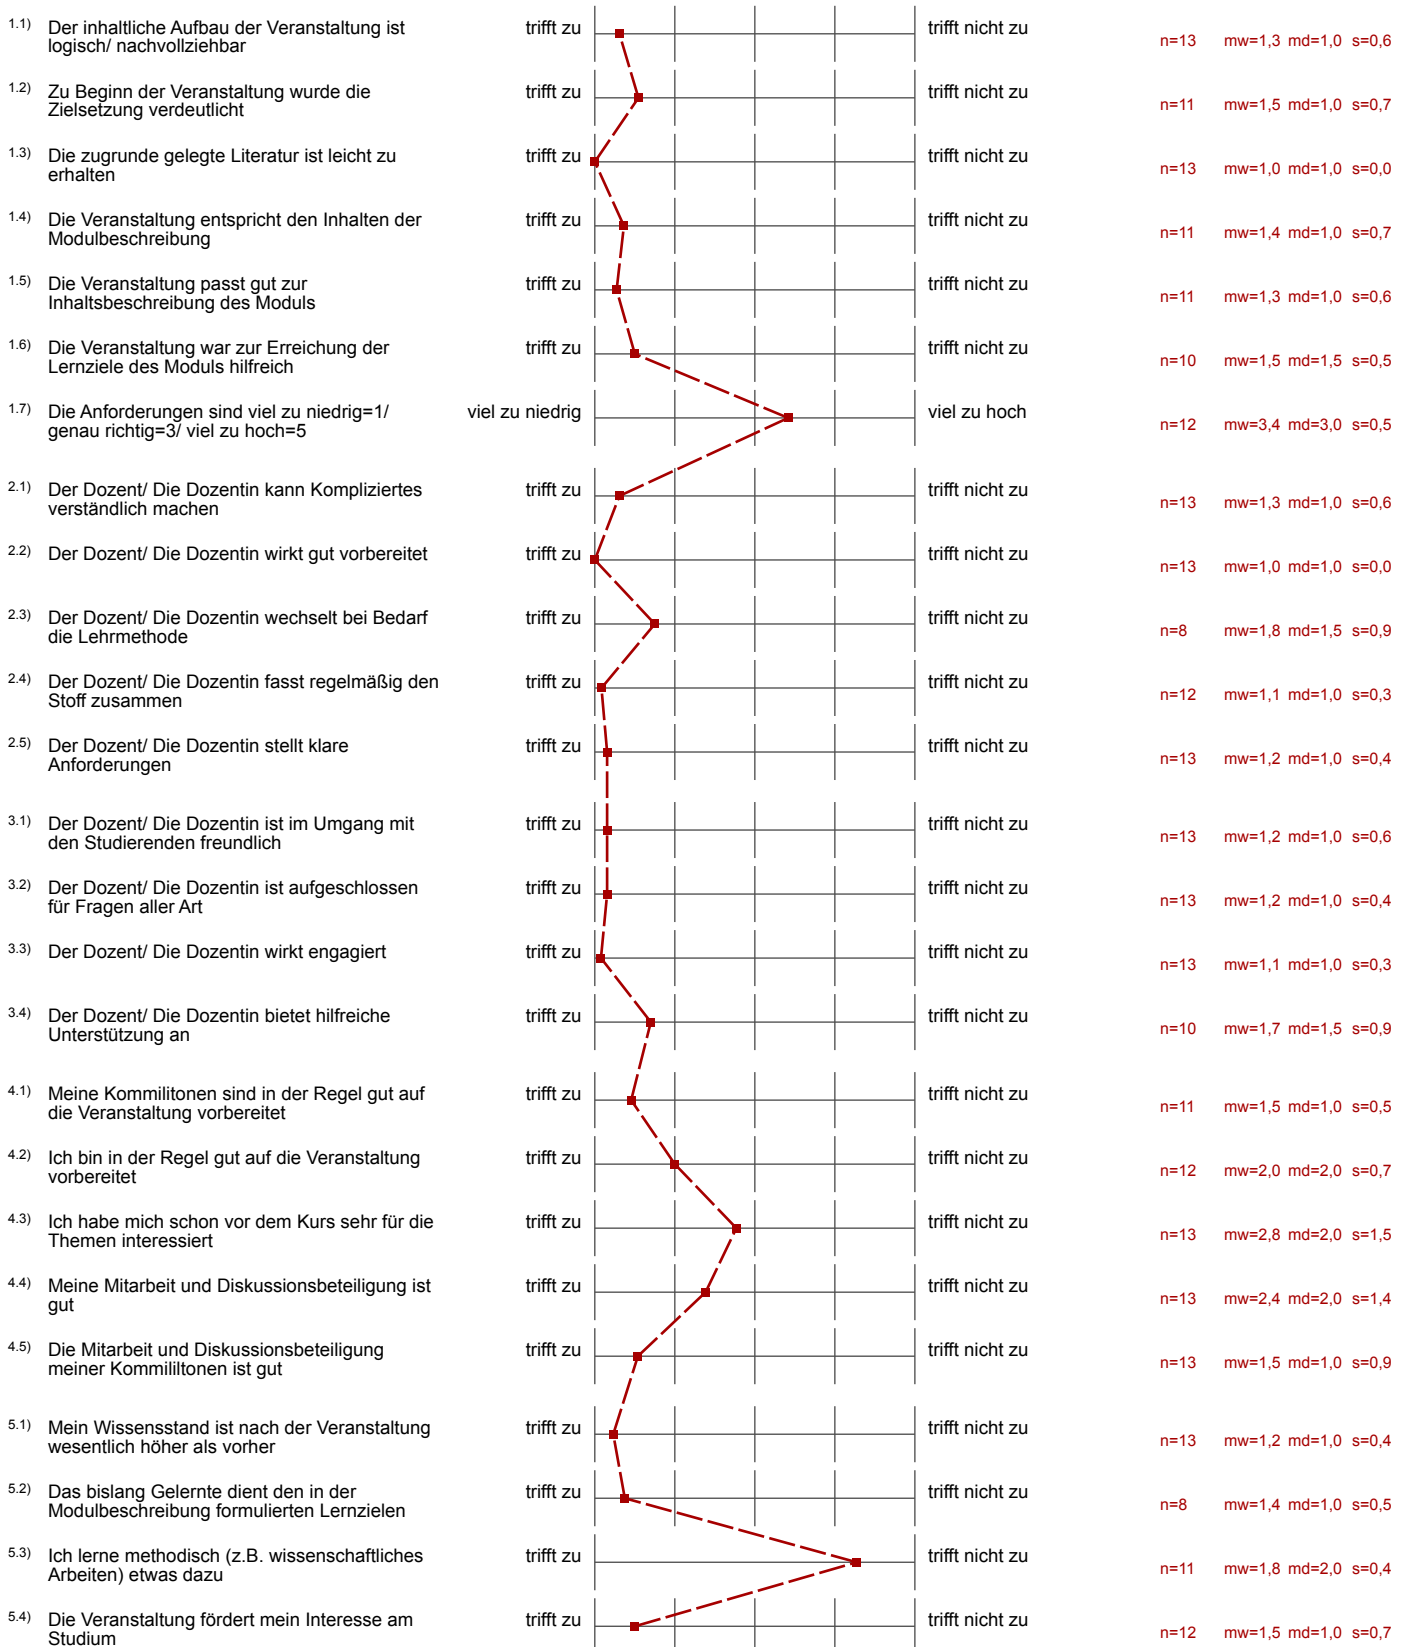 1.1) Der inhaltliche Aufbau der Veranstaltung ist trifft zu trifft nicht zu
logisch/ nachvollziehbar n=13 mw=1,3 md=1,0 s=0,6
1.2) Zu Beginn der Veranstaltung wurde die trifft zu trifft nicht zu
Zielsetzung verdeutlicht n=11 mw=1,5 md=1,0 s=0,7
1.3) Die zugrunde gelegte Literatur ist leicht zu trifft zu trifft nicht zu
erhalten n=13 mw=1,0 md=1,0 s=0,0
1.4) Die Veranstaltung entspricht den Inhalten der trifft zu trifft nicht zu
Modulbeschreibung n=11 mw=1,4 md=1,0 s=0,7
1.5) Die Veranstaltung passt gut zur trifft zu trifft nicht zu
Inhaltsbeschreibung des Moduls n=11 mw=1,3 md=1,0 s=0,6
1.6) Die Veranstaltung war zur Erreichung der trifft zu trifft nicht zu
Lernziele des Moduls hilfreich n=10 mw=1,5 md=1,5 s=0,5
1.7) Die Anforderungen sind viel zu niedrig=1/ viel zu niedrig viel zu hoch
genau richtig=3/ viel zu hoch=5 n=12 mw=3,4 md=3,0 s=0,5
2.1) Der Dozent/ Die Dozentin kann Kompliziertes trifft zu trifft nicht zu
verständlich machen n=13 mw=1,3 md=1,0 s=0,6
2.2) Der Dozent/ Die Dozentin wirkt gut vorbereitet trifft zu trifft nicht zu
n=13 mw=1,0 md=1,0 s=0,0
2.3) Der Dozent/ Die Dozentin wechselt bei Bedarf trifft zu trifft nicht zu
die Lehrmethode n=8 mw=1,8 md=1,5 s=0,9
2.4) Der Dozent/ Die Dozentin fasst regelmäßig den trifft zu trifft nicht zu
Stoff zusammen n=12 mw=1,1 md=1,0 s=0,3
2.5) Der Dozent/ Die Dozentin stellt klare trifft zu trifft nicht zu
Anforderungen n=13 mw=1,2 md=1,0 s=0,4
3.1) Der Dozent/ Die Dozentin ist im Umgang mit trifft zu trifft nicht zu
den Studierenden freundlich n=13 mw=1,2 md=1,0 s=0,6
3.2) Der Dozent/ Die Dozentin ist aufgeschlossen trifft zu trifft nicht zu
für Fragen aller Art n=13 mw=1,2 md=1,0 s=0,4
3.3) Der Dozent/ Die Dozentin wirkt engagiert trifft zu trifft nicht zu
n=13 mw=1,1 md=1,0 s=0,3
3.4) Der Dozent/ Die Dozentin bietet hilfreiche trifft zu trifft nicht zu
Unterstützung an n=10 mw=1,7 md=1,5 s=0,9
4.1) Meine Kommilitonen sind in der Regel gut auf trifft zu trifft nicht zu
die Veranstaltung vorbereitet n=11 mw=1,5 md=1,0 s=0,5
4.2) Ich bin in der Regel gut auf die Veranstaltung trifft zu trifft nicht zu
vorbereitet n=12 mw=2,0 md=2,0 s=0,7
4.3) Ich habe mich schon vor dem Kurs sehr für die trifft zu trifft nicht zu
Themen interessiert n=13 mw=2,8 md=2,0 s=1,5
4.4) Meine Mitarbeit und Diskussionsbeteiligung ist trifft zu trifft nicht zu
gut n=13 mw=2,4 md=2,0 s=1,4
4.5) Die Mitarbeit und Diskussionsbeteiligung trifft zu trifft nicht zu
meiner Kommililtonen ist gut n=13 mw=1,5 md=1,0 s=0,9
5.1) Mein Wissensstand ist nach der Veranstaltung trifft zu trifft nicht zu
wesentlich höher als vorher n=13 mw=1,2 md=1,0 s=0,4
5.2) Das bislang Gelernte dient den in der trifft zu trifft nicht zu
Modulbeschreibung formulierten Lernzielen n=8 mw=1,4 md=1,0 s=0,5
5.3) Ich lerne methodisch (z.B. wissenschaftliches trifft zu trifft nicht zu
Arbeiten) etwas dazu n=11 mw=1,8 md=2,0 s=0,4
5.4) Die Veranstaltung fördert mein Interesse am trifft zu trifft nicht zu
Studium n=12 mw=1,5 md=1,0 s=0,7